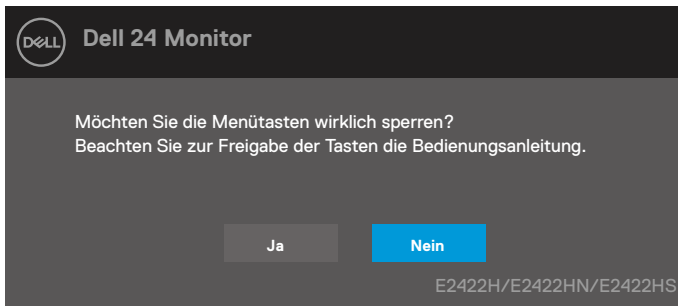 DELL
Dell 24 Monitor
Möchten Sie die Menütasten wirklich sperren?
Beachten Sie zur Freigabe der Tasten die Bedienungsanleitung.
Ja
Nein
E2422H/E2422HN/E2422HS